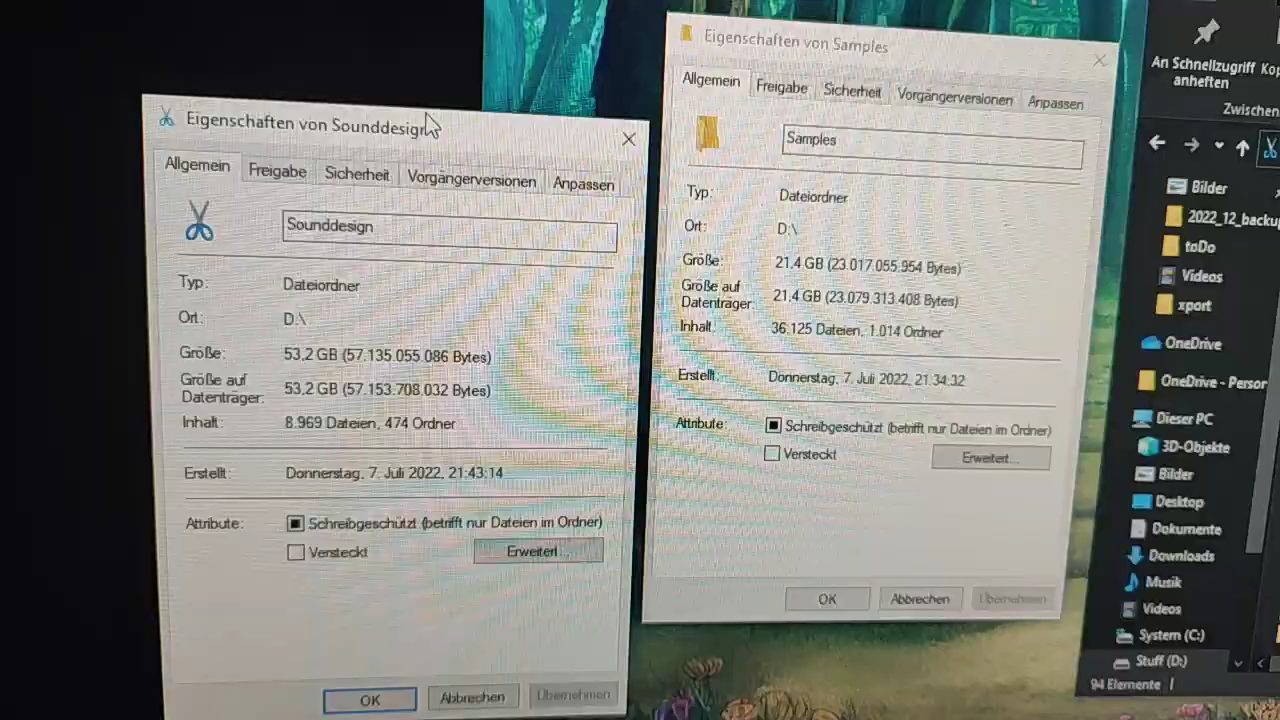 Eigenschaften von Sounddesign
Allgemein Freigabe Sicherheit Vorgängerversionen Anpassen
Sounddesign
Typ: Dateiordner
Ort: D:\
Größe: 53,2 GB (57.135.055.086 Bytes)
Größe auf Datenträger: 53,2 GB (57.153.708.032 Bytes)
Inhalt: 8.969 Dateien, 474 Ordner
Erstellt: Donnerstag, 7. Juli 2022, 21:43:14
Attribute: Schreibgeschützt (betrifft nur Dateien im Ordner)
Versteckt Erweitert...
OK Abbrechen Übernehmen
Eigenschaften von Samples
Allgemein Freigabe Sicherheit Vorgängerversionen Anpassen
Samples
Typ: Dateiordner
Ort: D:\
Größe: 21,4 GB (23.017.055.954 Bytes)
Größe auf Datenträger: 21,4 GB (23.079.313.408 Bytes)
Inhalt: 36.125 Dateien, 1.014 Ordner
Erstellt: Donnerstag, 7. Juli 2022, 21:34:32
Attribute: Schreibgeschützt (betrifft nur Dateien im Ordner)
Versteckt Erweitert...
OK Abbrechen Übernehmen
An Schnellzugriff Kop
anheften
Zwischen
Bilder
2022_12_backup
toDo
Videos
xport
OneDrive
OneDrive - Person
Dieser PC
3D-Objekte
Bilder
Desktop
Dokumente
Downloads
Musik
Videos
System (C:)
Stuff (D:)
94 Elemente